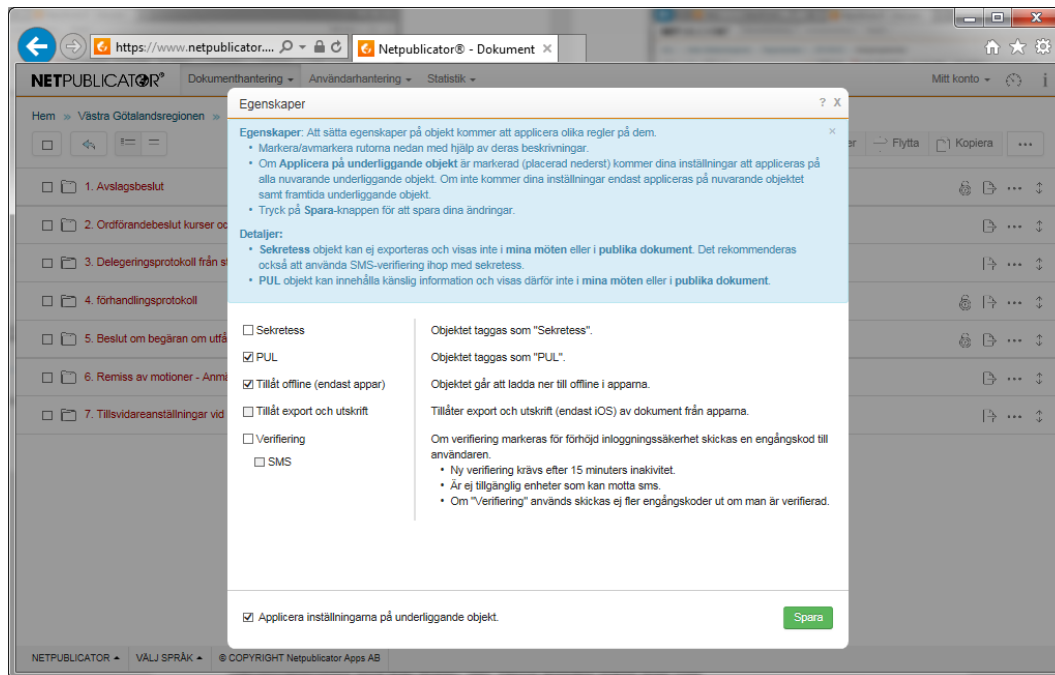 https://www.netpublicator....
Netpublicator® - Dokument
NETPUBLICATOR®
Dokumenthantering
Användarhantering
Statistik
Mitt konto
Hem » Västra Götalandsregionen »
Flytta
Kopiera
1. Avslagsbeslut
2. Ordförandebeslut kurser oc
3. Delegeringsprotokoll från st
4. förhandlingsprotokoll
5. Beslut om begäran om utfå
6. Remiss av motioner - Anmä
7. Tillsvidareanställningar vid
Egenskaper
? X
Egenskaper: Att sätta egenskaper på objekt kommer att applicera olika regler på dem.
• Markera/avmarkera rutorna nedan med hjälp av deras beskrivningar.
• Om Applicera på underliggande objekt är markerad (placerad nederst) kommer dina inställningar att appliceras på
alla nuvarande underliggande objekt. Om inte kommer dina inställningar endast appliceras på nuvarande objektet
samt framtida underliggande objekt.
• Tryck på Spara-knappen för att spara dina ändringar.
Detaljer:
• Sekretess objekt kan ej exporteras och visas inte i mina möten eller i publika dokument. Det rekommenderas
också att använda SMS-verifiering ihop med sekretess.
• PUL objekt kan innehålla känslig information och visas därför inte i mina möten eller i publika dokument.
Sekretess
Objektet taggas som "Sekretess".
PUL
Objektet taggas som "PUL".
Tillåt offline (endast appar)
Objektet går att ladda ner till offline i apparna.
Tillåt export och utskrift
Tillåter export och utskrift (endast iOS) av dokument från apparna.
Verifiering
SMS
Om verifiering markeras för förhöjd inloggningssäkerhet skickas en engångskod till
användaren.
• Ny verifiering krävs efter 15 minuters inakivitet.
• Är ej tillgänglig enheter som kan motta sms.
• Om "Verifiering" används skickas ej fler engångskoder ut om man är verifierad.
Applicera inställningarna på underliggande objekt.
Spara
NETPUBLICATOR
VÄLJ SPRÅK
© COPYRIGHT Netpublicator Apps AB